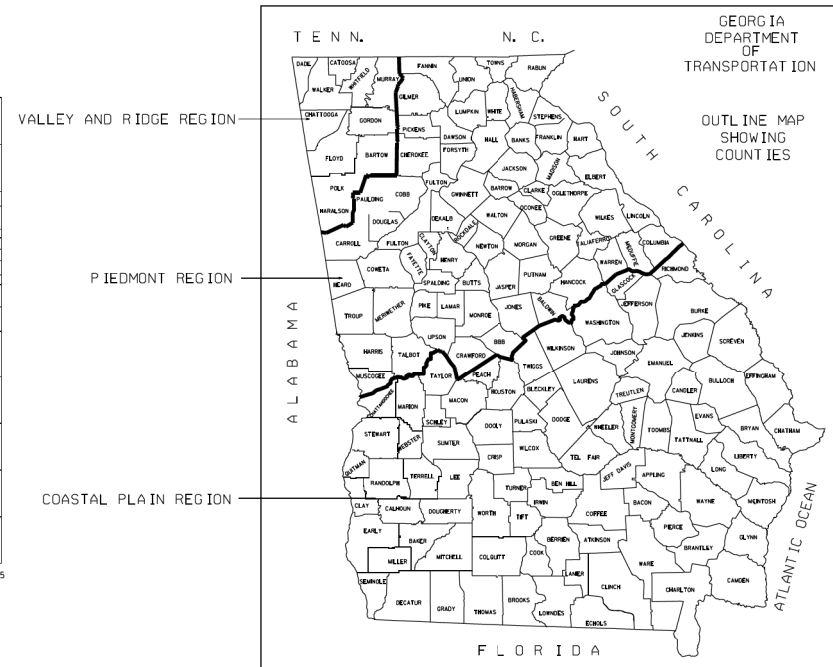 GEORGIA
DEPARTMENT
OF
TRANSPORTATION
OUTLINE MAP
SHOWING
COUNTIES
TENN.
N. C.
SOUTH CAROLINA
ALABAMA
FLORIDA
ATLANTIC OCEAN
VALLEY AND RIDGE REGION
PIEDMONT REGION
COASTAL PLAIN REGION
5
DADE
CATOOSA
WALKER
WHITFIELD
MURRAY
FANNIN
UNION
TOWNS
RABUN
GILMER
CHATTOOGA
GORDON
PICKENS
LUMPKIN
WHITE
HABERSHAM
STEPHENS
DAWSON
HALL
BANKS
FRANKLIN
HART
FLOYD
BARTOW
CHEROKEE
FORSYTH
JACKSON
MADISON
ELBERT
POLK
PAULDING
COBB
FULTON
GWINNETT
BARROW
CLARKE
OGLETHORPE
OCONEE
HARALSON
DOUGLAS
DEKALB
ROCKDALE
WALTON
WILKES
LINCOLN
CARROLL
FULTON
CLAYTON
FAYETTE
HENRY
NEWTON
MORGAN
GREENE
TALIAFERRO
MCDUFFIE
COLUMBIA
WARREN
RICHMOND
HEARD
COWETA
SPALDING
BUTTS
JASPER
PUTNAM
HANCOCK
GLASCOCK
JEFFERSON
BURKE
TROUP
MERIWETHER
PIKE
LAMAR
MONROE
JONES
BALDWIN
WASHINGTON
JENKINS
SCREVEN
UPSON
BBB
WILKINSON
HARRIS
TALBOT
CRAWFORD
TWIGGS
JOHNSON
EMANUEL
MUSCOGEE
TAYLOR
PEACH
BLECKLEY
LAURENS
TREUTLEN
CANDLER
BULLOCH
EFFINGHAM
CHATTAHOOCHEE
MARION
MACON
HOUSTON
SCHLEY
DOOLY
PULASKI
DODGE
WHEELER
MONTGOMERY
TOOMBS
EVANS
TATTNALL
BRYAN
CHATHAM
STEWART
WEBSTER
SUMTER
CRISP
WILCOX
TEL FAIR
LIBERTY
QUITMAN
RANDOLPH
TERRELL
LEE
TURNER
BEN HILL
JEFF DAVIS
APPLING
LONG
WAYNE
MCINTOSH
CLAY
CALHOUN
DOUGHERTY
WORTH
TIFT
IRWIN
COFFEE
BACON
PIERCE
GLYNN
EARLY
BAKER
MITCHELL
COLQUITT
COOK
BERRIEN
ATKINSON
WARE
BRANTLEY
MILLER
LANIER
CLINCH
CHARLTON
CAMDEN
SEMINOLE
DECATUR
GRADY
THOMAS
BROOKS
LOWNDES
ECHOLS